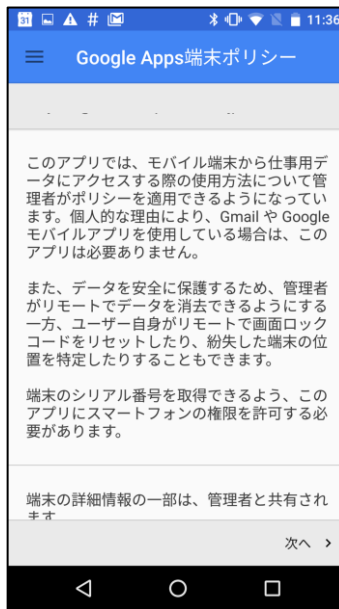 31 # 11:36
Google Apps端末ポリシー
このアプリでは、モバイル端末から仕事用デ
ータにアクセスする際の使用方法について管
理者がポリシーを適用できるようになってい
ます。個人的な理由により、Gmail や Google
モバイルアプリを使用している場合は、この
アプリは必要ありません。
また、データを安全に保護するため、管理者
がリモートでデータを消去できるようにする
一方、ユーザー自身がリモートで画面ロック
コードをリセットしたり、紛失した端末の位
置を特定したりすることもできます。
端末のシリアル番号を取得できるよう、この
アプリにスマートフォンの権限を許可する必
要があります。
端末の詳細情報の一部は、管理者と共有され
ます
次へ